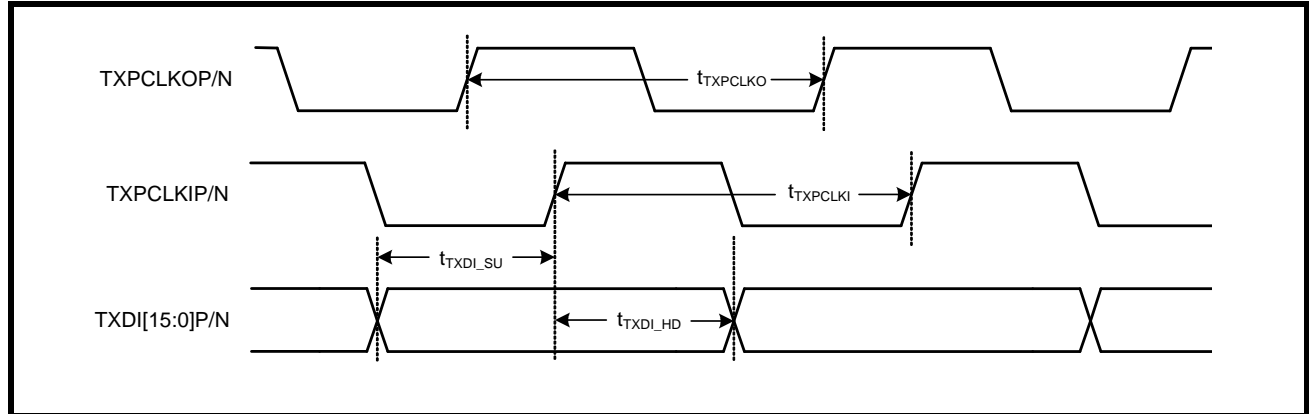 TXPCLKOP/N
tTXPCLKO
TXPCLKIP/N
tTXPCLKI
tTXDI_SU
TXDI[15:0]P/N
tTXDI_HD